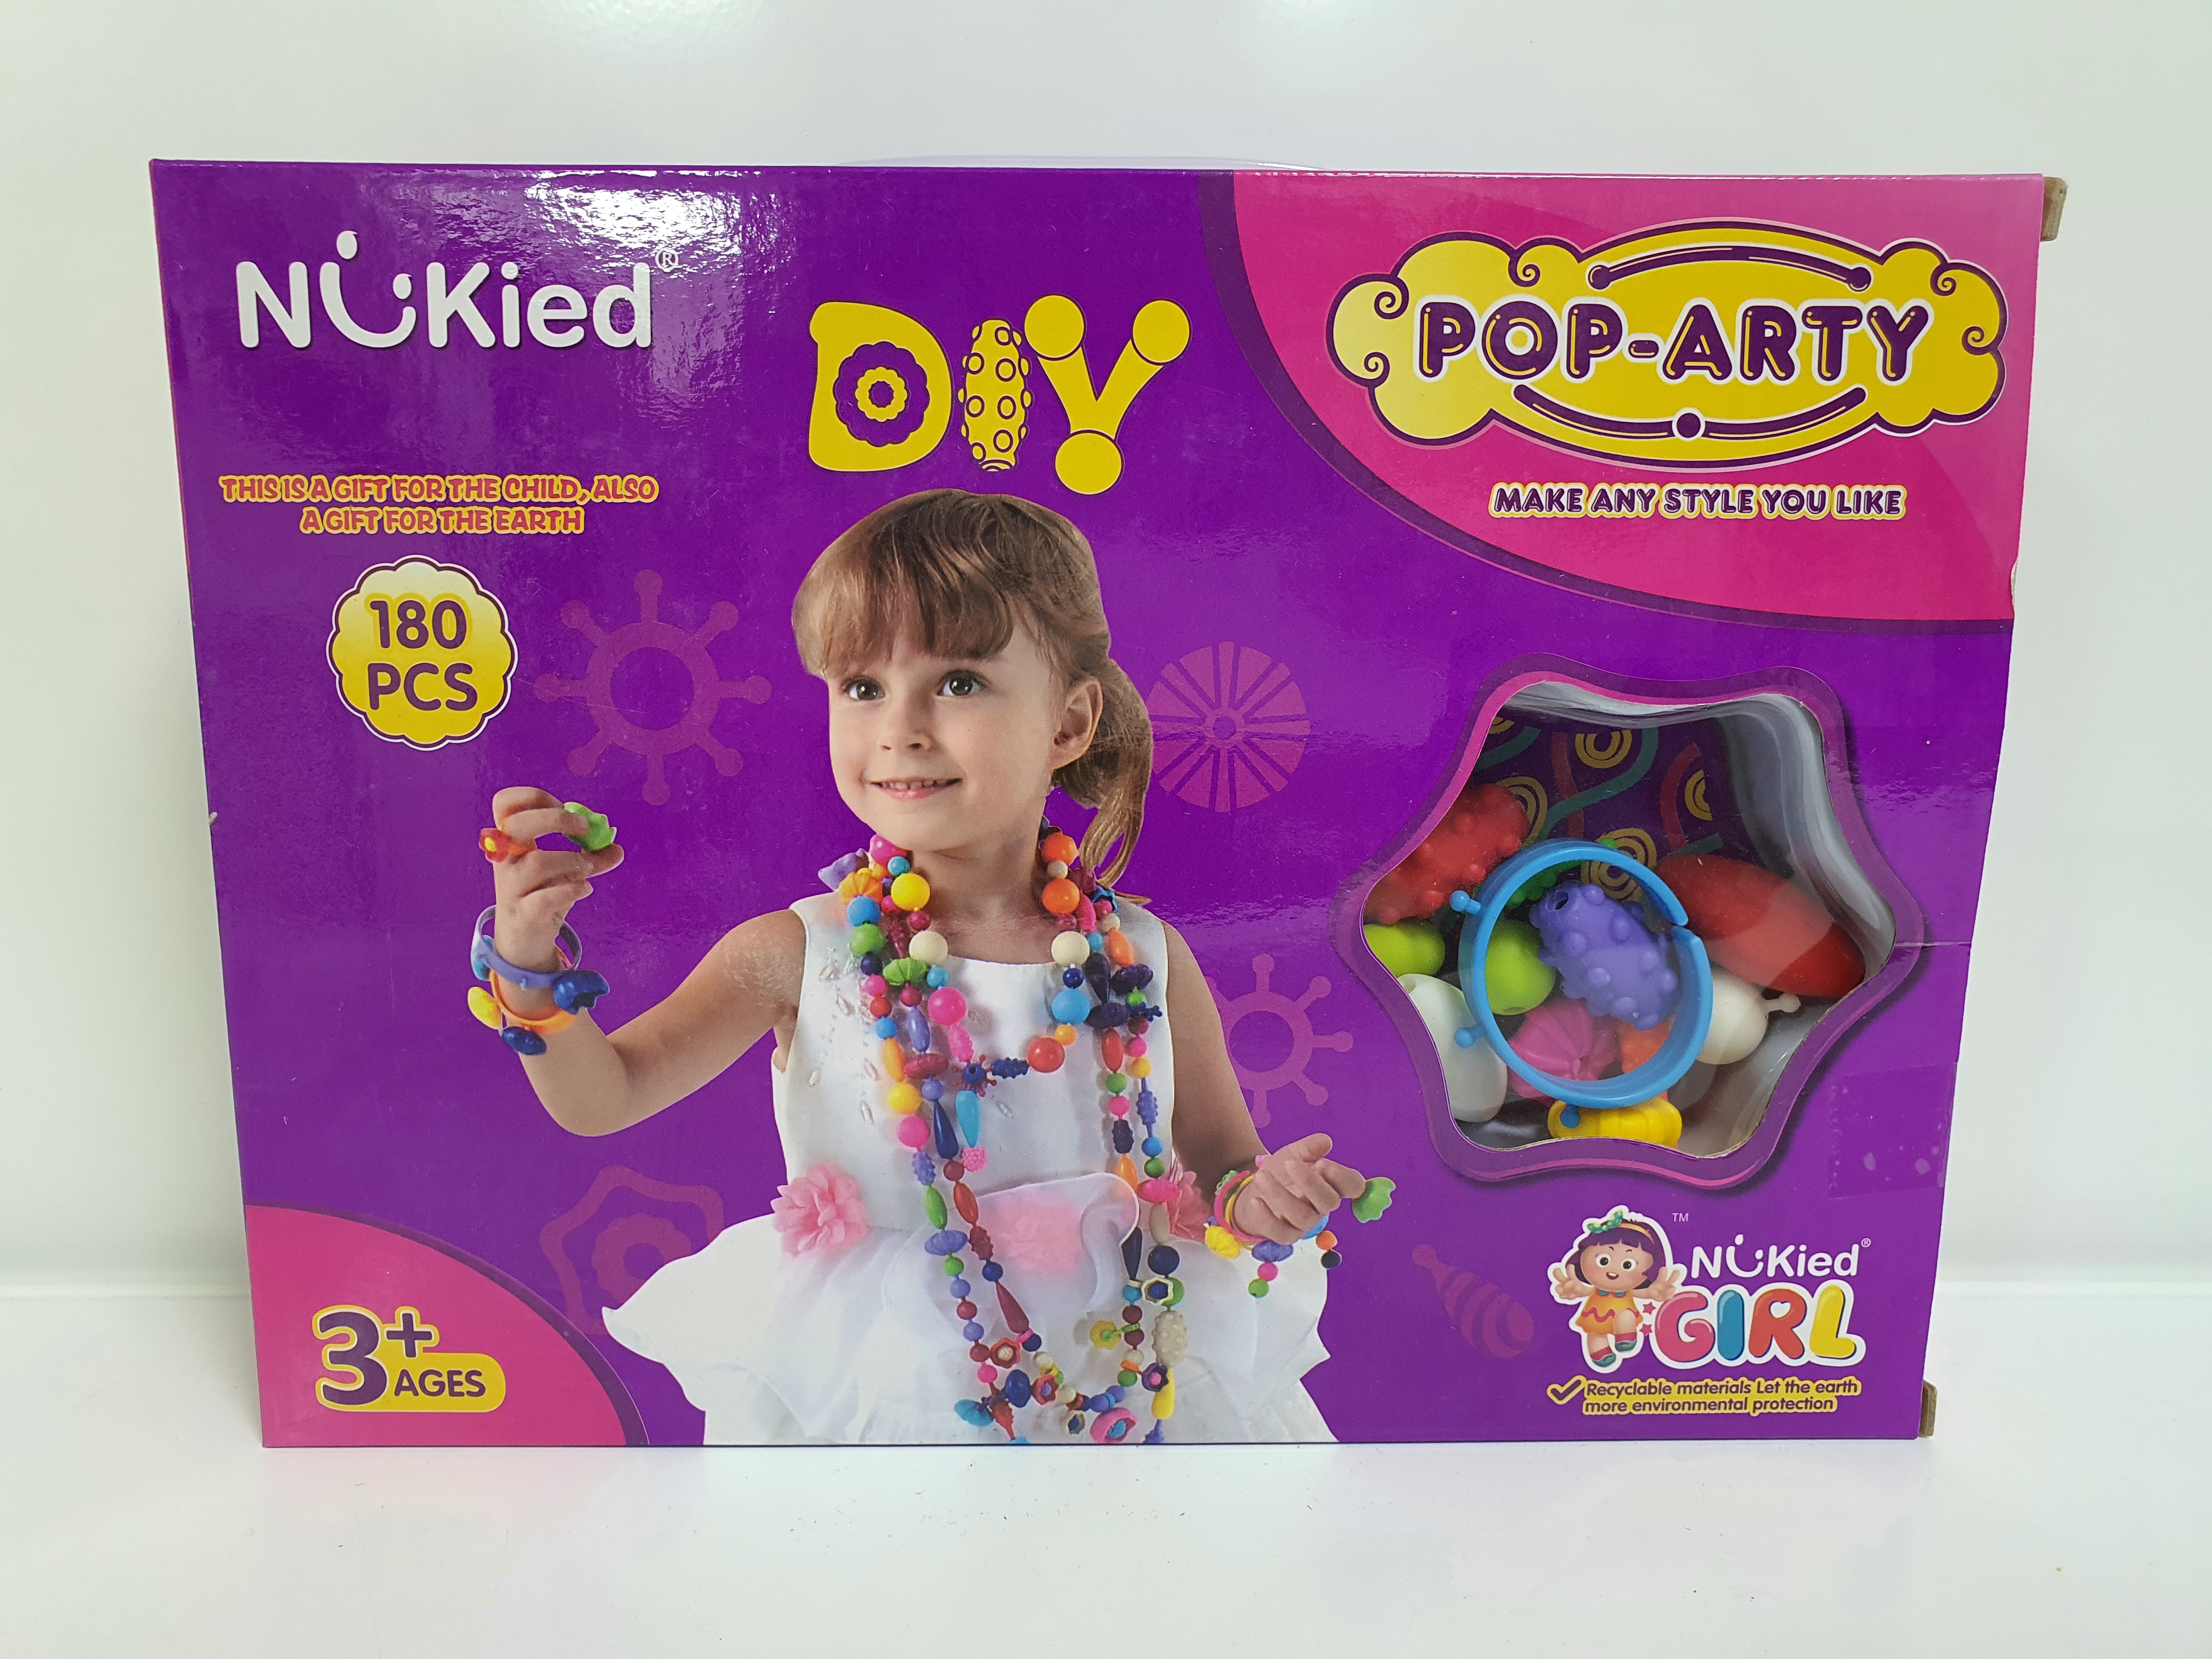 NUKied®
DIY
POP-ARTY
MAKE ANY STYLE YOU LIKE
THIS IS A GIFT FOR THE CHILD, ALSO
A GIFT FOR THE EARTH
180
PCS
3+
AGES
TM
NUKied®
GIRL
Recyclable materials Let the earth
more environmental protection